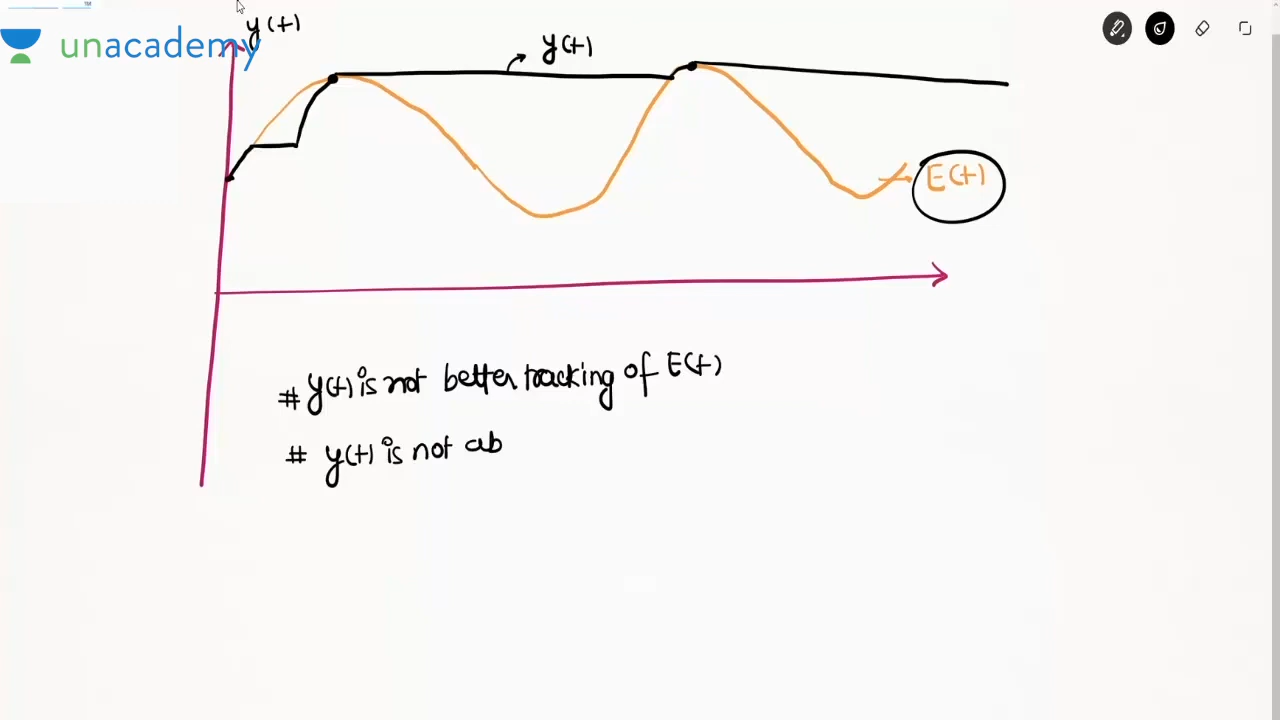 y(t)
unacademy
y(t)
E(t)
# y(t) is not better tracking of E(t)
# y(t) is not ab